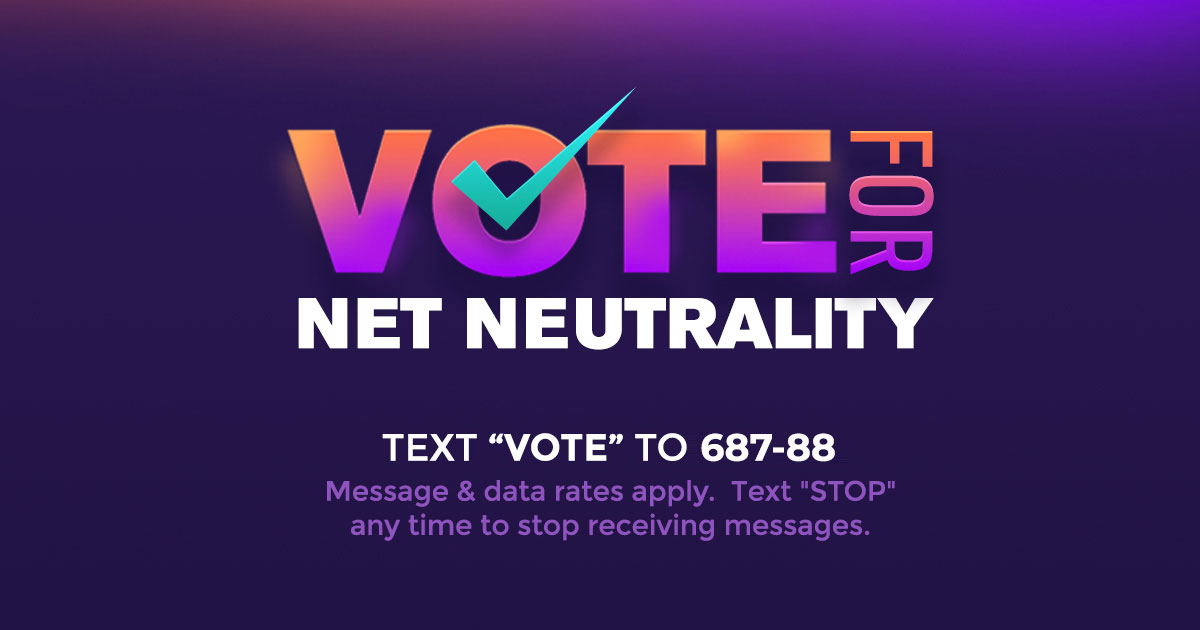 VOTE FOR
NET NEUTRALITY
TEXT “VOTE” TO 687-88
Message & data rates apply.  Text "STOP"
any time to stop receiving messages.